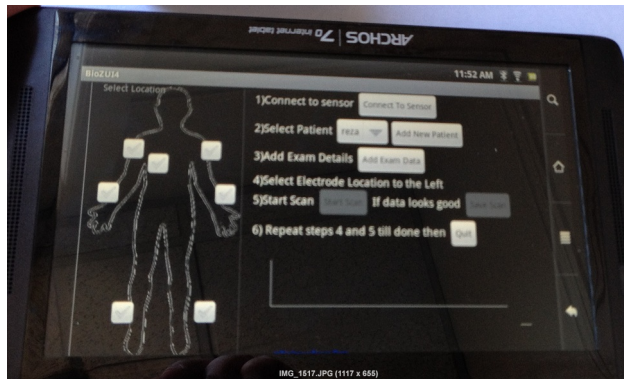 ARCHOS 70 internet tablet
BioZUI4
11:52 AM
Select Location
1)Connect to sensor Connect To Sensor
2)Select Patient reza Add New Patient
3)Add Exam Details Add Exam Data
4)Select Electrode Location to the Left
5)Start Scan Start Scan If data looks good Save Scan
6) Repeat steps 4 and 5 till done then Quit
IMG_1517.JPG (1117 x 655)